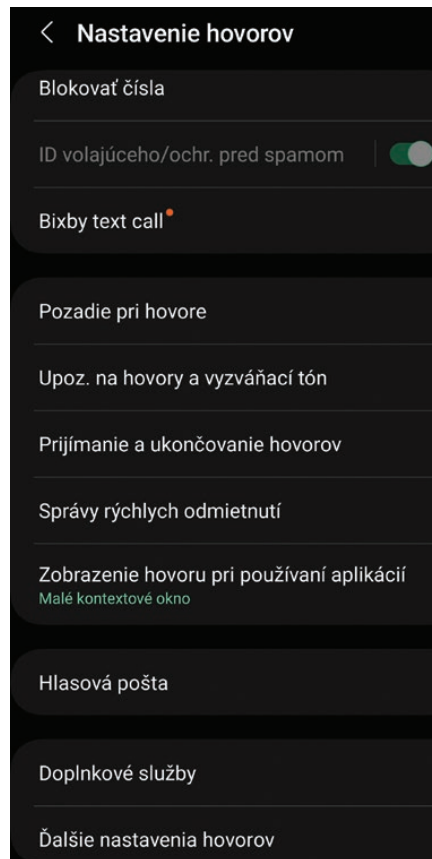 Nastavenie hovorov
Blokovať čísla
ID volajúceho/ochr. pred spamom
Bixby text call
Pozadie pri hovore
Upoz. na hovory a vyzváňací tón
Prijímanie a ukončovanie hovorov
Správy rýchlych odmietnutí
Zobrazenie hovoru pri používaní aplikácií
Malé kontextové okno
Hlasová pošta
Doplnkové služby
Ďalšie nastavenia hovorov